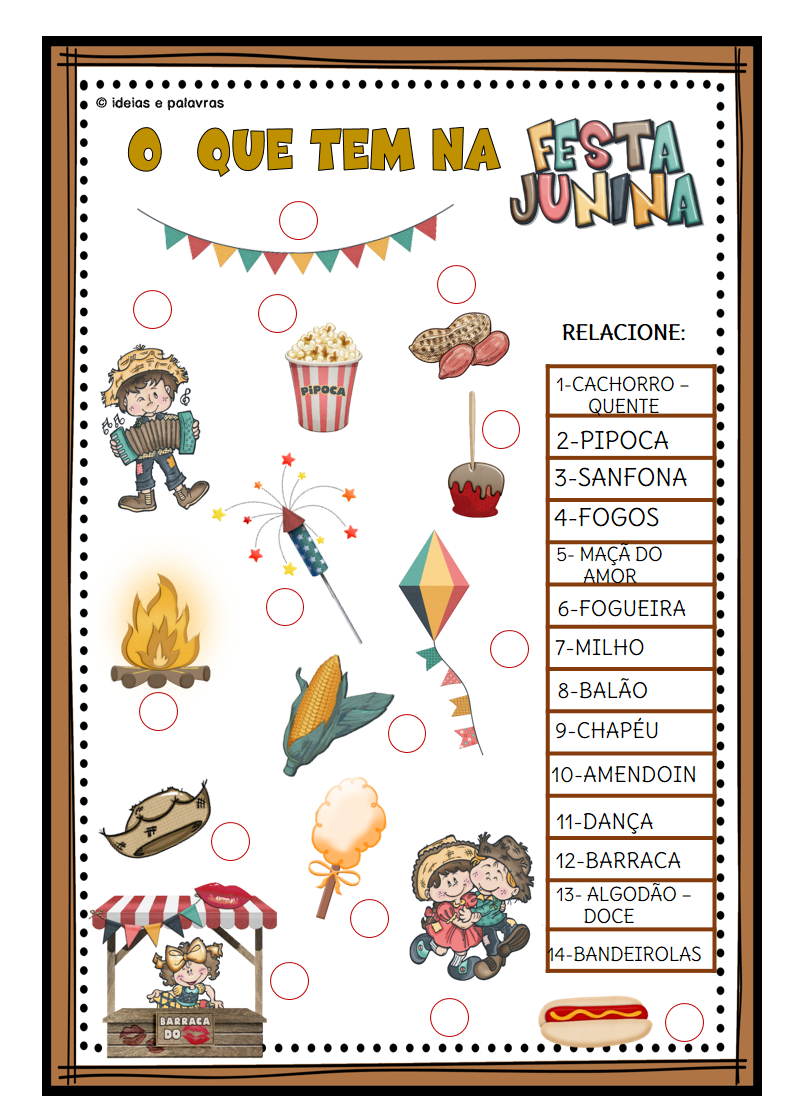 © ideias e palavras
O QUE TEM NA
FESTA
JUNINA
RELACIONE:
1-CACHORRO –
QUENTE
2-PIPOCA
3-SANFONA
4-FOGOS
5- MAÇÃ DO
AMOR
6-FOGUEIRA
7-MILHO
8-BALÃO
9-CHAPÉU
10-AMENDOIN
11-DANÇA
12-BARRACA
13- ALGODÃO –
DOCE
14-BANDEIROLAS
PIPOCA
BARRACA
DO